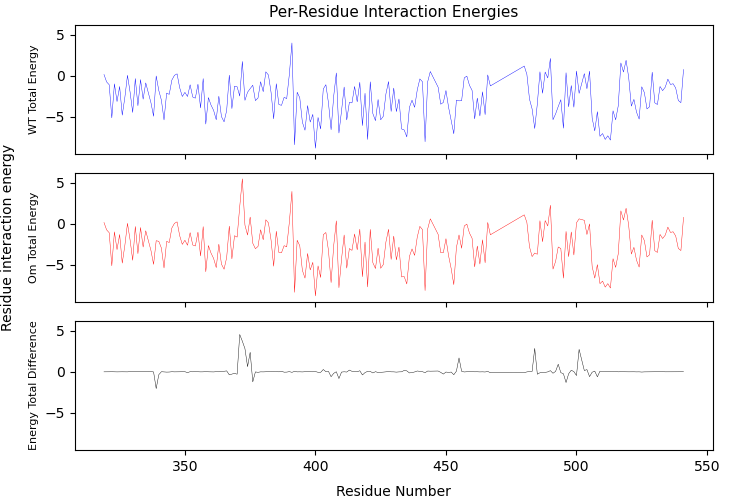 Per-Residue Interaction Energies
Residue interaction energy
WT Total Energy
5
0
−5
Om Total Energy
5
0
−5
Energy Total Difference
5
0
−5
350
400
450
500
550
Residue Number